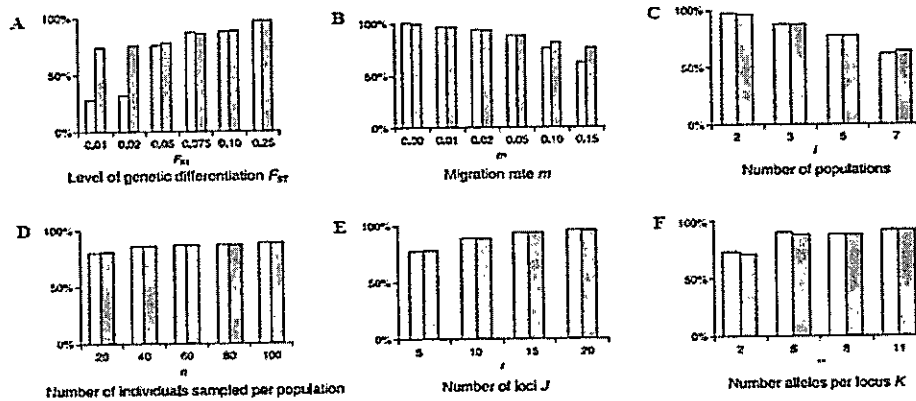 A
100%
50%
0%
0.01 0.02 0.05 0.075 0.10 0.25
F_ST
Level of genetic differentiation F_ST
B
100%
50%
0%
0.00 0.01 0.02 0.05 0.10 0.15
m
Migration rate m
C
100%
50%
0%
2 3 5 7
Number of populations
D
100%
50%
0%
20 40 60 80 100
n
Number of individuals sampled per population
E
100%
50%
0%
5 10 15 20
Number of loci J
F
100%
50%
0%
2 11
Number alleles per locus K